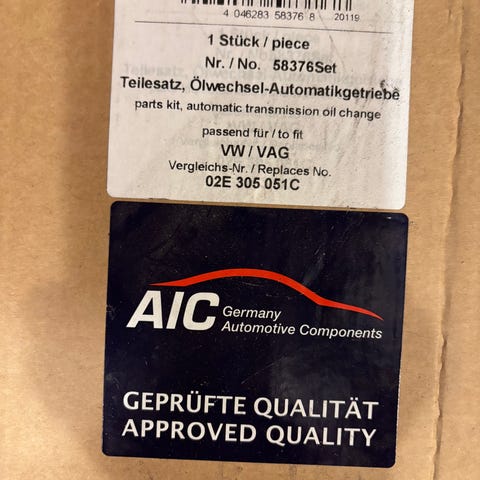 4 046283 58376 8 20119
1 Stück / piece
Nr. / No. 58376Set
Teilesatz, Ölwechsel-Automatikgetriebe
parts kit, automatic transmission oil change
passend für / to fit
VW / VAG
Vergleichs-Nr. / Replaces No.
02E 305 051C
AIC Germany
Automotive Components
GEPRÜFTE QUALITÄT
APPROVED QUALITY